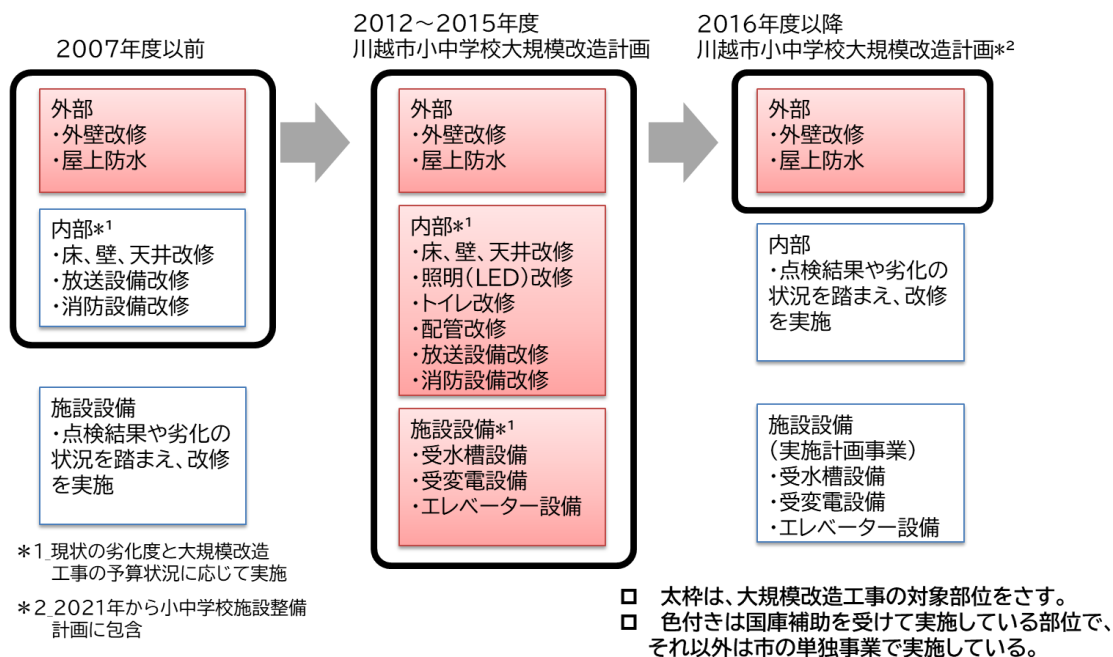 2007年度以前
外部
・外壁改修
・屋上防水
内部*¹
・床、壁、天井改修
・放送設備改修
・消防設備改修
施設設備
・点検結果や劣化の
状況を踏まえ、改修
を実施
2012～2015年度
川越市小中学校大規模改造計画
外部
・外壁改修
・屋上防水
内部*¹
・床、壁、天井改修
・照明(LED)改修
・トイレ改修
・配管改修
・放送設備改修
・消防設備改修
施設設備*¹
・受水槽設備
・受変電設備
・エレベーター設備
2016年度以降
川越市小中学校大規模改造計画*²
外部
・外壁改修
・屋上防水
内部
・点検結果や劣化の
状況を踏まえ、改修
を実施
施設設備
(実施計画事業)
・受水槽設備
・受変電設備
・エレベーター設備
*1_現状の劣化度と大規模改造
工事の予算状況に応じて実施
*2_2021年から小中学校施設整備
計画に包含
□ 太枠は、大規模改造工事の対象部位をさす。
□ 色付きは国庫補助を受けて実施している部位で、
それ以外は市の単独事業で実施している。